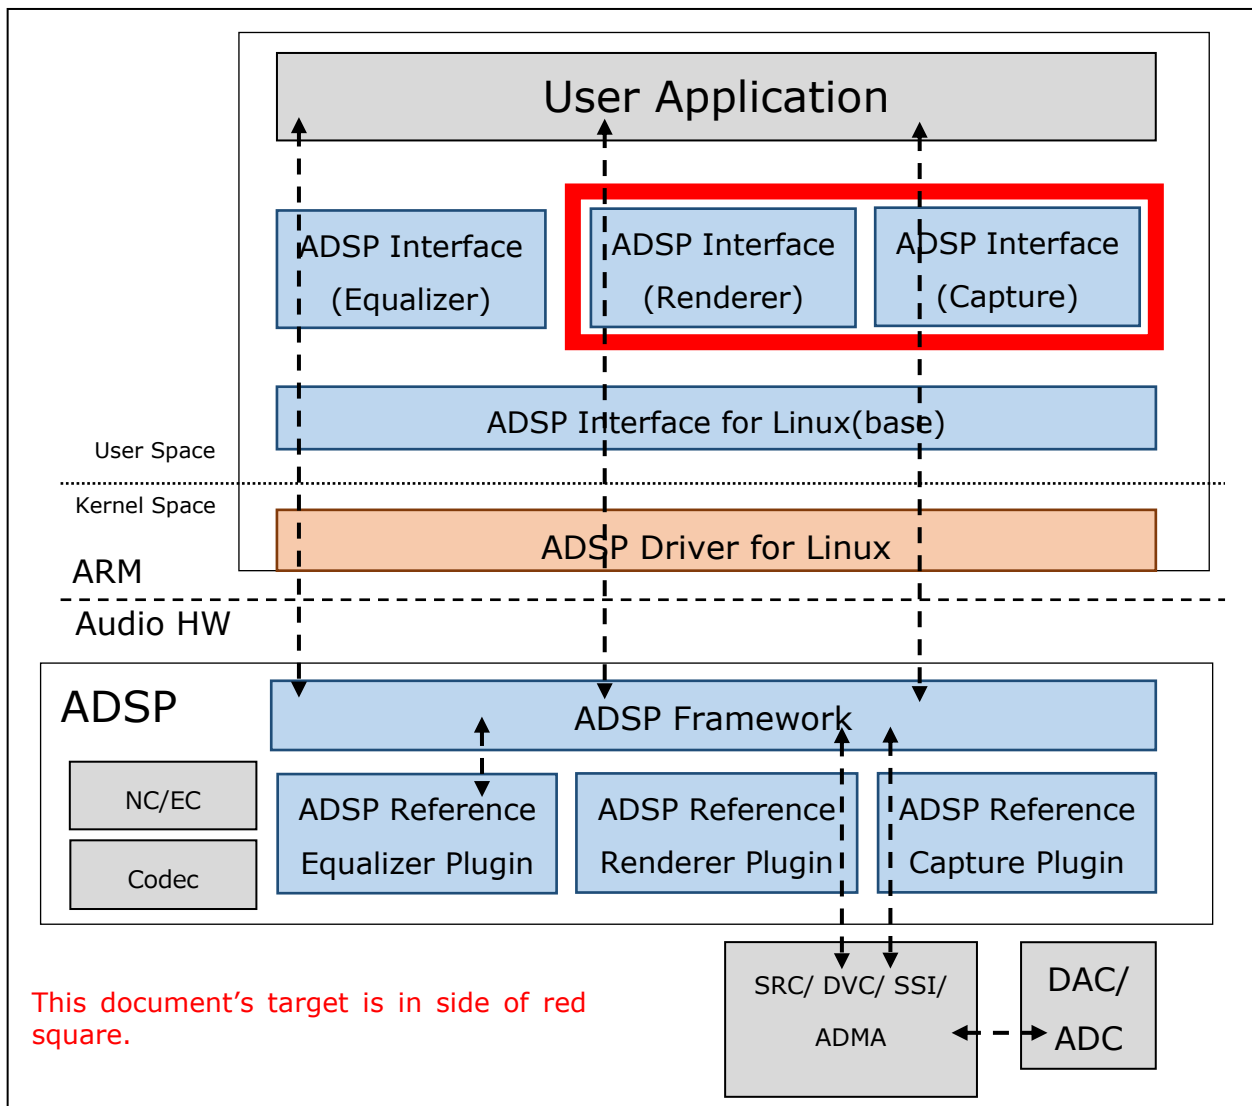 User Application
ADSP Interface
(Equalizer)
ADSP Interface
(Renderer)
ADSP Interface
(Capture)
ADSP Interface for Linux(base)
User Space
Kernel Space
ADSP Driver for Linux
ARM
Audio HW
ADSP
ADSP Framework
NC/EC
Codec
ADSP Reference
Equalizer Plugin
ADSP Reference
Renderer Plugin
ADSP Reference
Capture Plugin
SRC/ DVC/ SSI/
ADMA
DAC/
ADC
This document’s target is in side of red
square.